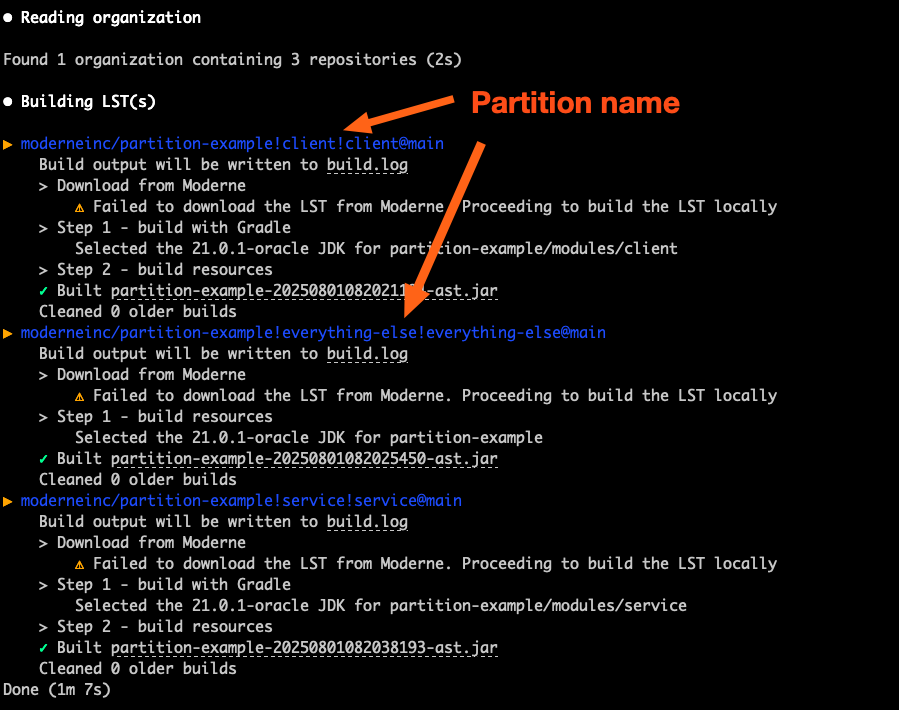 ● Reading organization
Found 1 organization containing 3 repositories (2s)
● Building LST(s)
Partition name
▶ moderneinc/partition-example!client!client@main
Build output will be written to build.log
> Download from Moderne
⚠ Failed to download the LST from Moderne. Proceeding to build the LST locally
> Step 1 - build with Gradle
Selected the 21.0.1-oracle JDK for partition-example/modules/client
> Step 2 - build resources
✓ Built
Cleaned 0 older builds
▶ moderneinc/partition-example!everything-else!everything-else@main
Build output will be written to build.log
> Download from Moderne
⚠ Failed to download the LST from Moderne. Proceeding to build the LST locally
> Step 1 - build resources
Selected the 21.0.1-oracle JDK for partition-example
✓ Built partition-example-20250801082025450-ast.jar
Cleaned 0 older builds
▶ moderneinc/partition-example!service!service@main
Build output will be written to build.log
> Download from Moderne
⚠ Failed to download the LST from Moderne. Proceeding to build the LST locally
> Step 1 - build with Gradle
Selected the 21.0.1-oracle JDK for partition-example/modules/service
> Step 2 - build resources
✓ Built partition-example-20250801082038193-ast.jar
Cleaned 0 older builds
Done (1m 7s)